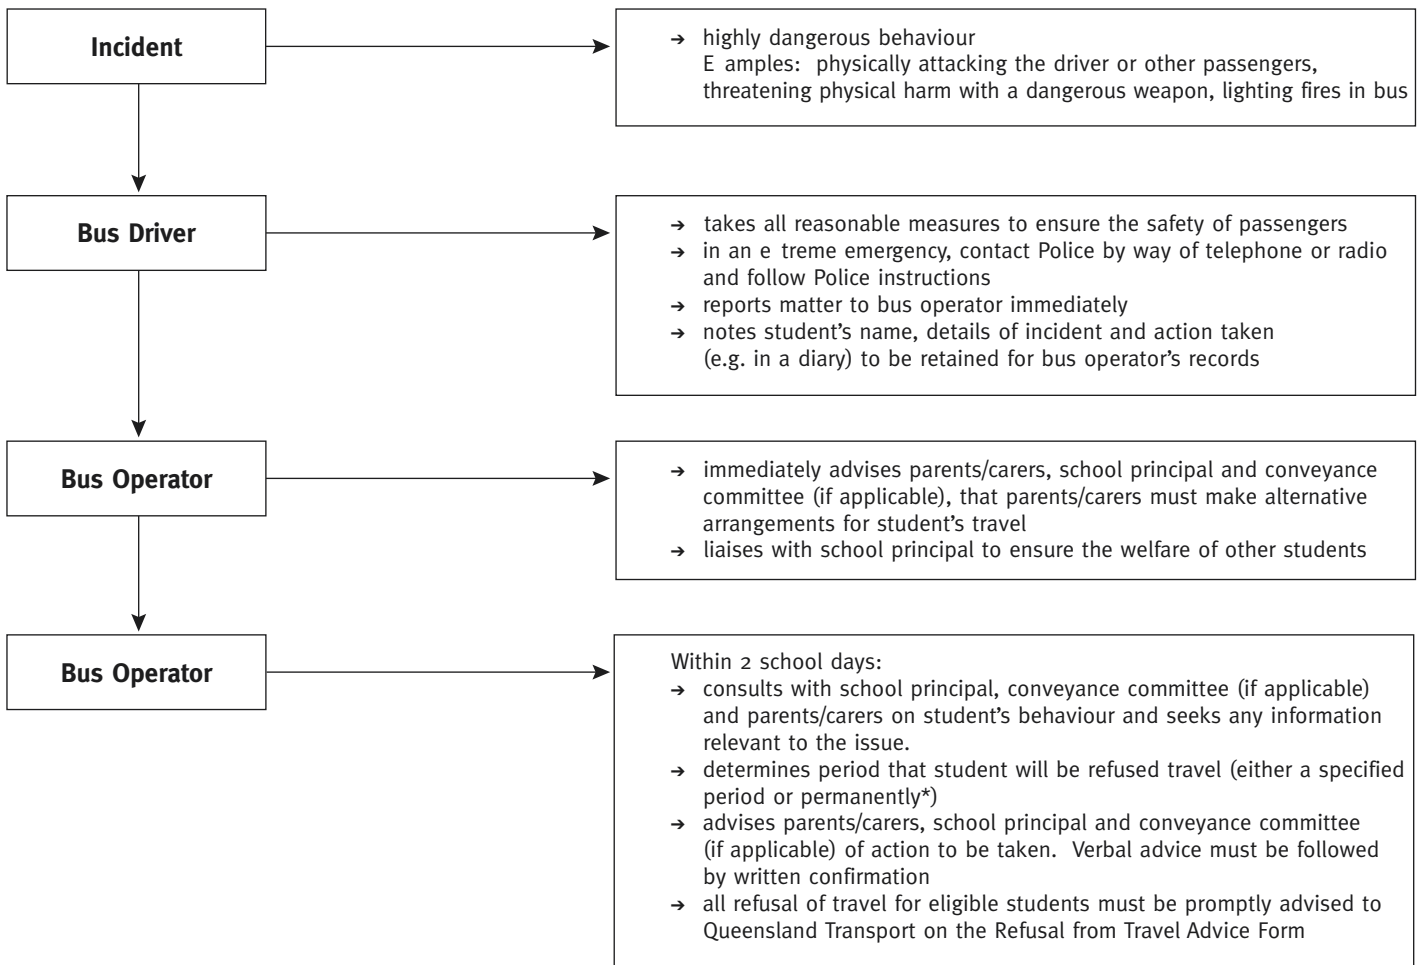 Incident
→ highly dangerous behaviour
E amples: physically attacking the driver or other passengers,
threatening physical harm with a dangerous weapon, lighting fires in bus
Bus Driver
→ takes all reasonable measures to ensure the safety of passengers
→ in an e treme emergency, contact Police by way of telephone or radio
and follow Police instructions
→ reports matter to bus operator immediately
→ notes student’s name, details of incident and action taken
(e.g. in a diary) to be retained for bus operator’s records
Bus Operator
→ immediately advises parents/carers, school principal and conveyance
committee (if applicable), that parents/carers must make alternative
arrangements for student’s travel
→ liaises with school principal to ensure the welfare of other students
Bus Operator
Within 2 school days:
→ consults with school principal, conveyance committee (if applicable)
and parents/carers on student’s behaviour and seeks any information
relevant to the issue.
→ determines period that student will be refused travel (either a specified
period or permanently*)
→ advises parents/carers, school principal and conveyance committee
(if applicable) of action to be taken.  Verbal advice must be followed
by written confirmation
→ all refusal of travel for eligible students must be promptly advised to
Queensland Transport on the Refusal from Travel Advice Form